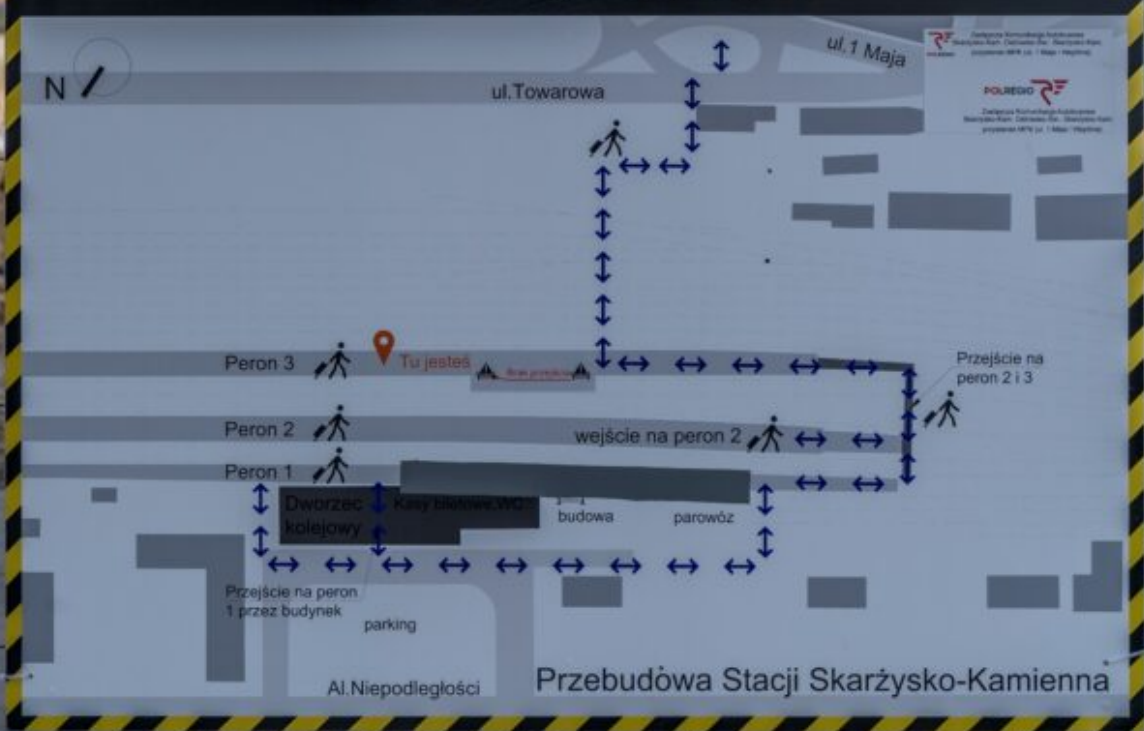 N
ul.Towarowa
ul.1 Maja
POLREGIO
Peron 3
Tu jesteś
Przejście na
peron 2 i 3
Peron 2
wejście na peron 2
Peron 1
Dworzec
kolejowy
Kasy biletowe,WC
budowa
parowóz
Przejście na peron
1 przez budynek
parking
Al.Niepodległości
Przebudowa Stacji Skarżysko-Kamienna